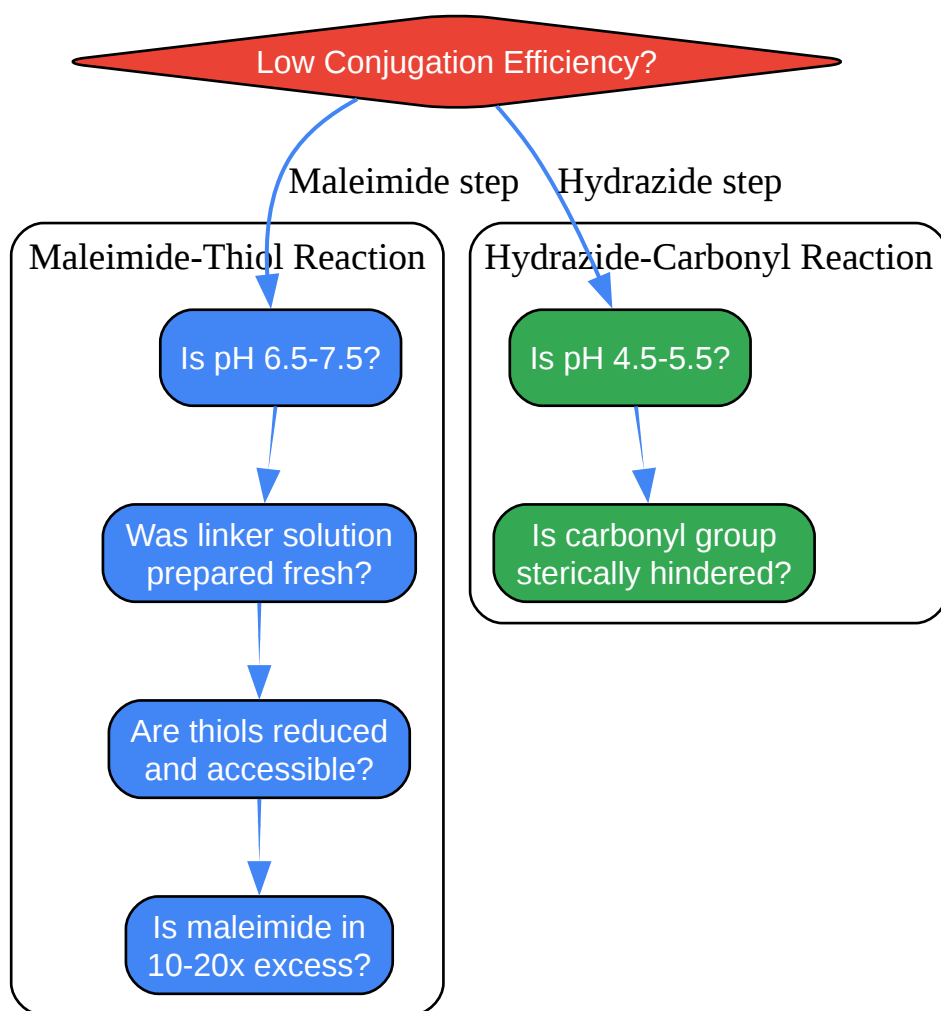 Low Conjugation Efficiency?
Maleimide step
Hydrazide step
Maleimide-Thiol Reaction
Is pH 6.5-7.5?
Was linker solution
prepared fresh?
Are thiols reduced
and accessible?
Is maleimide in
10-20x excess?
Hydrazide-Carbonyl Reaction
Is pH 4.5-5.5?
Is carbonyl group
sterically hindered?